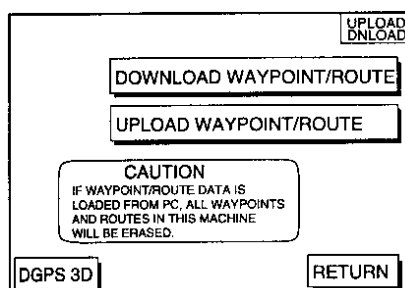 UPLOAD
DNLOAD
DOWNLOAD WAYPOINT/ROUTE
UPLOAD WAYPOINT/ROUTE
CAUTION
IF WAYPOINT/ROUTE DATA IS
LOADED FROM PC, ALL WAYPOINTS
AND ROUTES IN THIS MACHINE
WILL BE ERASED.
DGPS 3D
RETURN